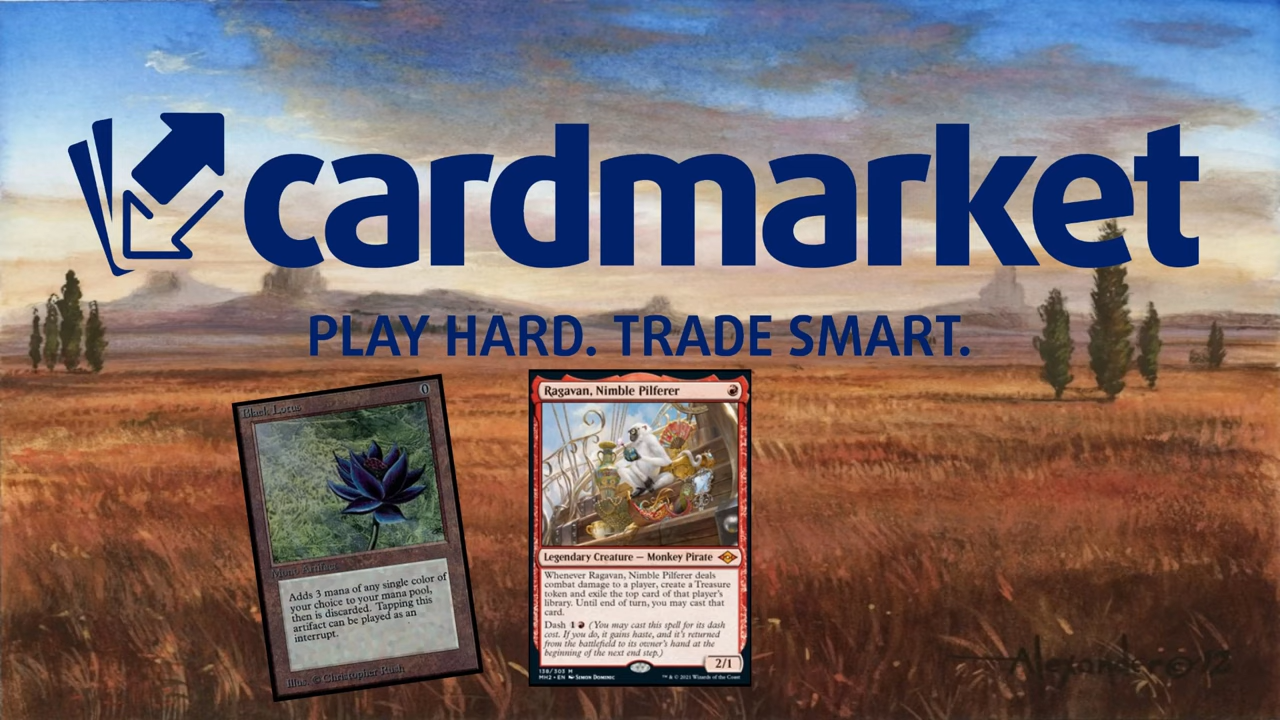 cardmarket
PLAY HARD. TRADE SMART.
Black Lotus
0
Mono Artifact
Adds 3 mana of any single color of
your choice to your mana pool,
then is discarded. Tapping this
artifact can be played as an
interrupt.
Illus. © Christopher Rush
Ragavan, Nimble Pilferer
Legendary Creature — Monkey Pirate
Whenever Ragavan, Nimble Pilferer deals
combat damage to a player, create a Treasure
token and exile the top card of that player's
library. Until end of turn, you may cast that
card.
Dash 1 (You may cast this spell for its dash
cost. If you do, it gains haste, and it's returned
from the battlefield to its owner's hand at the
beginning of the next end step.)
2/1
138/303 M
MH2 • EN Simon Dominic
™ & © 2021 Wizards of the Coast